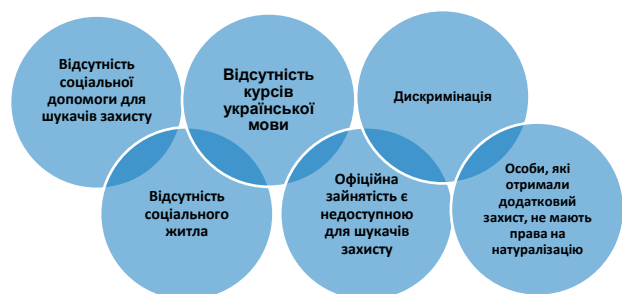 Відсутність
соціальної
допомоги для
шукачів захисту
Відсутність
соціального
житла
Відсутність
курсів
української
мови
Офіційна
зайнятість є
недоступною
для шукачів
захисту
Дискримінація
Особи, які
отримали
додатковий
захист, не мають
права на
натуралізацію